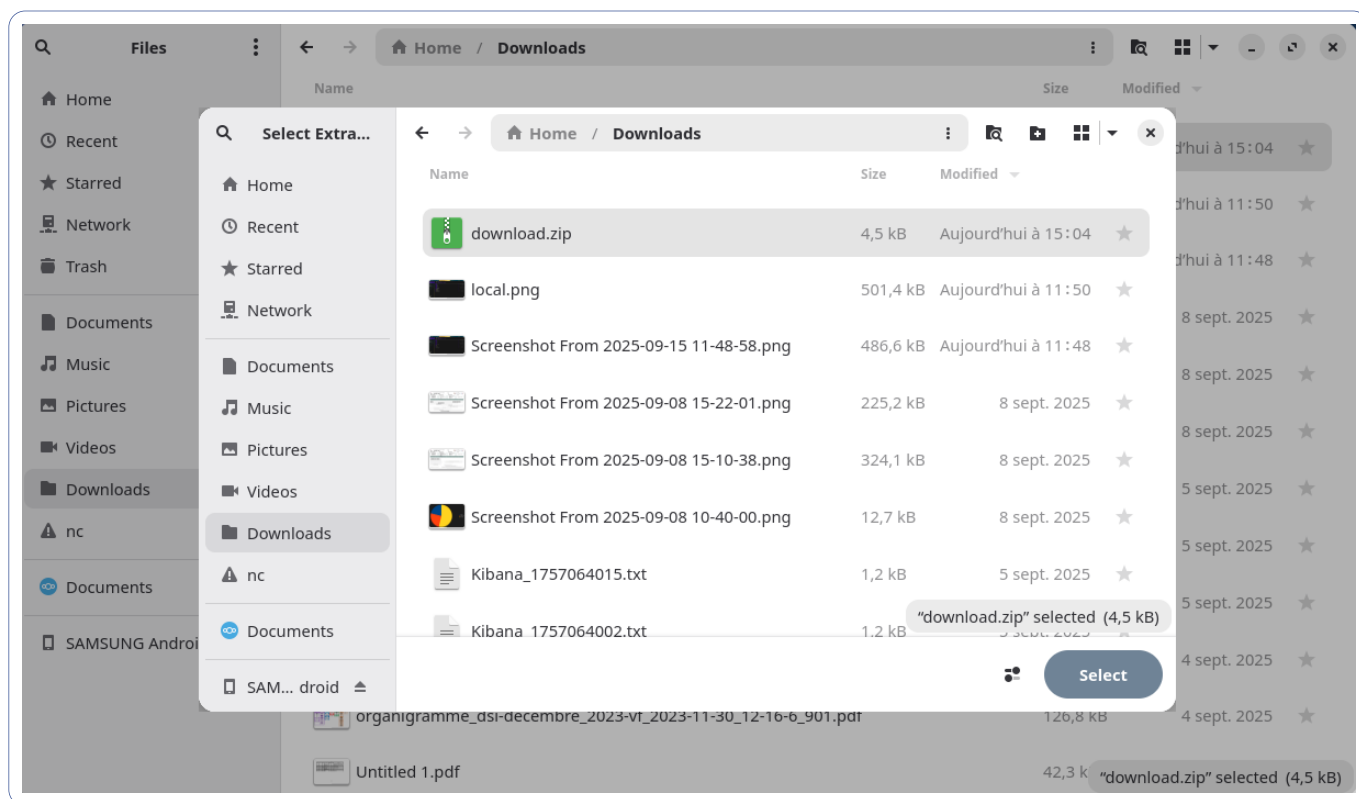 Files
Home / Downloads
Name Size Modified
Home
Recent
Starred
Network
Trash
Documents
Music
Pictures
Videos
Downloads
nc
Documents
SAMSUNG Androi
Select Extra...
Home
Recent
Starred
Network
Documents
Music
Pictures
Videos
Downloads
nc
Documents
SAM... droid
Home / Downloads
Name Size Modified
download.zip 4,5 kB Aujourd’hui à 15:04
local.png 501,4 kB Aujourd’hui à 11:50
Screenshot From 2025-09-15 11-48-58.png 486,6 kB Aujourd’hui à 11:48
Screenshot From 2025-09-08 15-22-01.png 225,2 kB 8 sept. 2025
Screenshot From 2025-09-08 15-10-38.png 324,1 kB 8 sept. 2025
Screenshot From 2025-09-08 10-40-00.png 12,7 kB 8 sept. 2025
Kibana_1757064015.txt 1,2 kB 5 sept. 2025
Kibana_1757064002.txt 1,2 kB 5 sept. 2025
“download.zip” selected (4,5 kB)
Select
d’hui à 15:04
d’hui à 11:50
d’hui à 11:48
8 sept. 2025
8 sept. 2025
8 sept. 2025
5 sept. 2025
5 sept. 2025
5 sept. 2025
4 sept. 2025
organigramme_dsi-decembre_2023-vf_2023-11-30_12-16-6_901.pdf 126,8 kB 4 sept. 2025
Untitled 1.pdf 42,3 k
“download.zip” selected (4,5 kB)